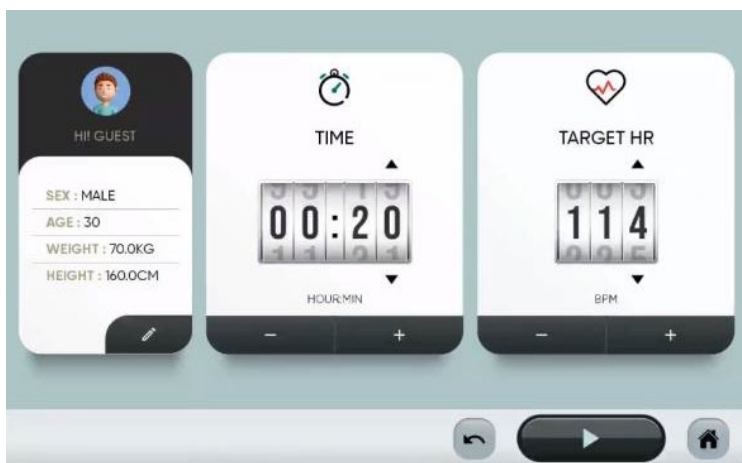 HI! GUEST
SEX : MALE
AGE : 30
WEIGHT : 70.0KG
HEIGHT : 160.0CM
TIME
00:20
HOUR:MIN
- +
TARGET HR
114
BPM
- +